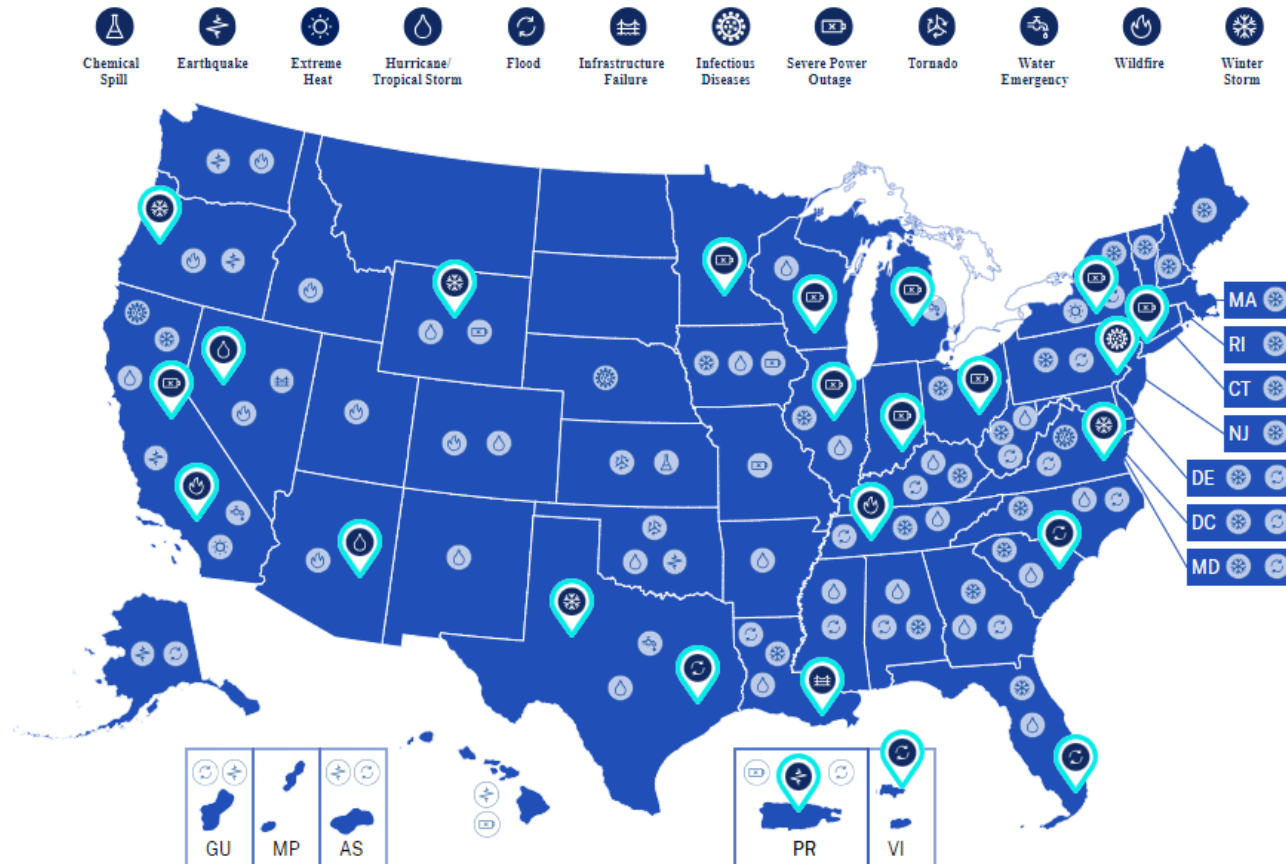 Chemical
Spill
Earthquake
Extreme
Heat
Hurricane/
Tropical Storm
Flood
Infrastructure
Failure
Infectious
Diseases
Severe Power
Outage
Tornado
Water
Emergency
Wildfire
Winter
Storm
MA
RI
CT
NJ
DE
DC
MD
GU
MP
AS
PR
VI